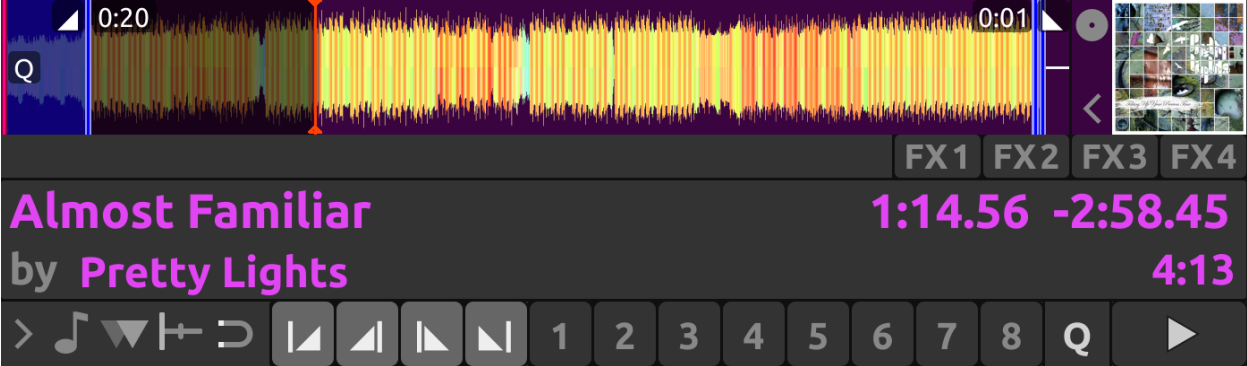 0:20
0:01
Q
FX1 FX2 FX3 FX4
Almost Familiar 1:14.56 -2:58.45
by Pretty Lights 4:13
1 2 3 4 5 6 7 8 Q